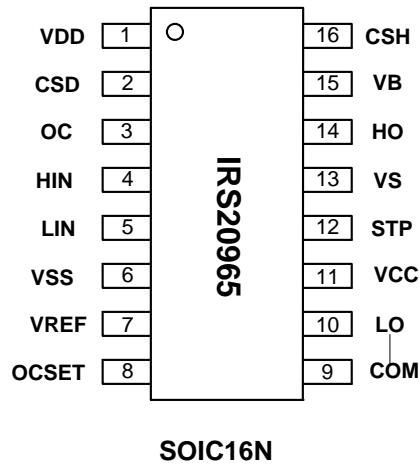 VDD 1 16 CSH
CSD 2 15 VB
OC 3 14 HO
HIN 4 13 VS
LIN 5 12 STP
VSS 6 11 VCC
VREF 7 10 LO
OCSET 8 9 COM
IRS20965
SOIC16N